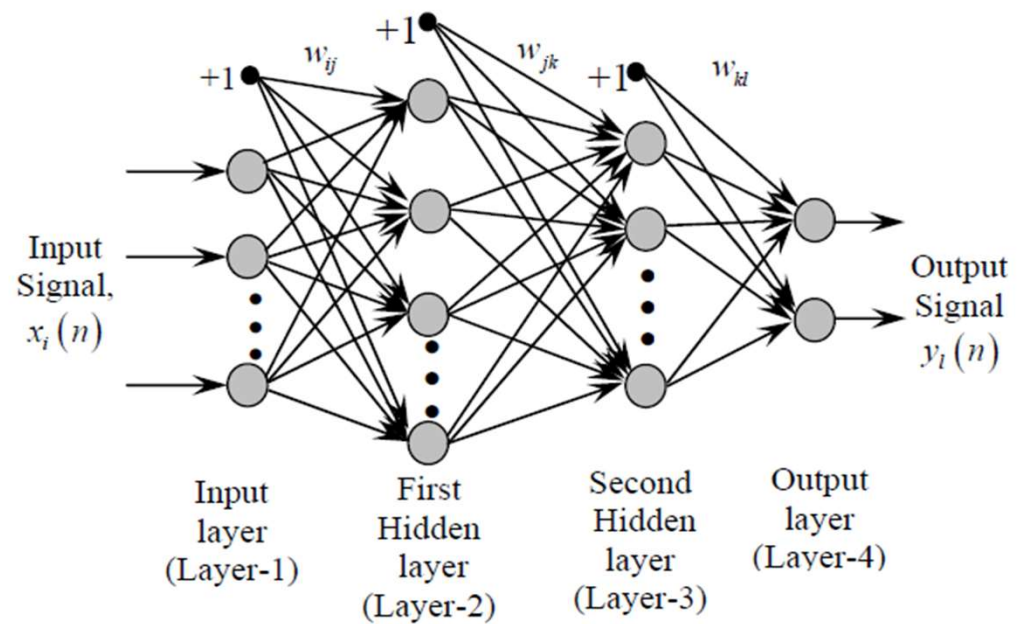 +1
w_ij
+1
w_jk
+1
w_kl
Input
Signal,
x_i (n)
Output
Signal
y_l (n)
Input
layer
(Layer-1)
First
Hidden
layer
(Layer-2)
Second
Hidden
layer
(Layer-3)
Output
layer
(Layer-4)